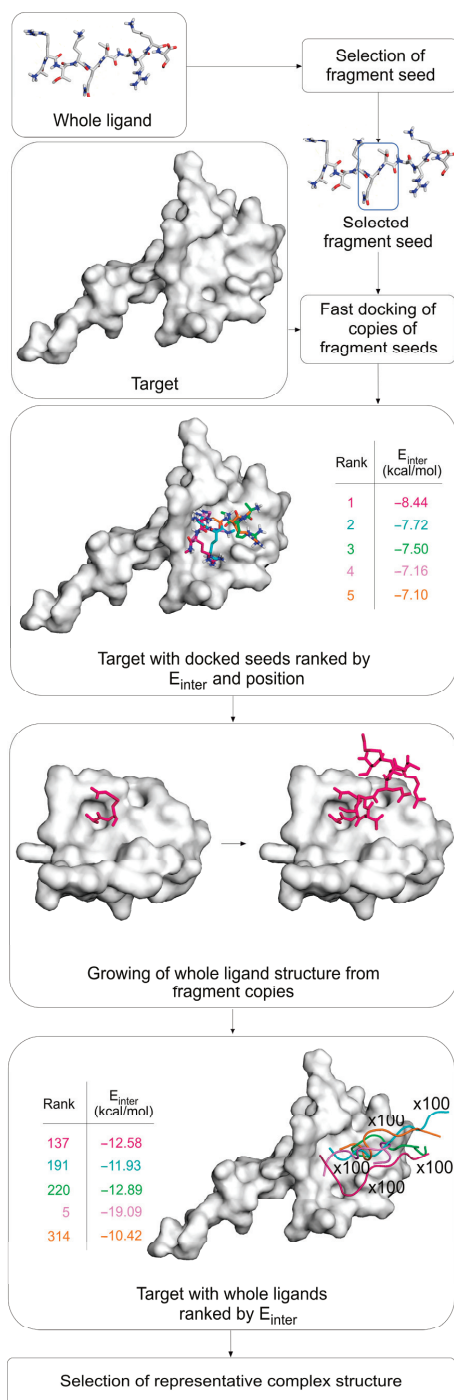 Whole ligand
Selection of
fragment seed
Selected
fragment seed
Target
Fast docking of
copies of
fragment seeds
Rank E_inter
(kcal/mol)
1 −8.44
2 −7.72
3 −7.50
4 −7.16
5 −7.10
Target with docked seeds ranked by
E_inter and position
Growing of whole ligand structure from
fragment copies
Rank E_inter
(kcal/mol)
137 −12.58
191 −11.93
220 −12.89
5 −19.09
314 −10.42
x100
x100
x100
x100
x100
Target with whole ligands
ranked by E_inter
Selection of representative complex structure